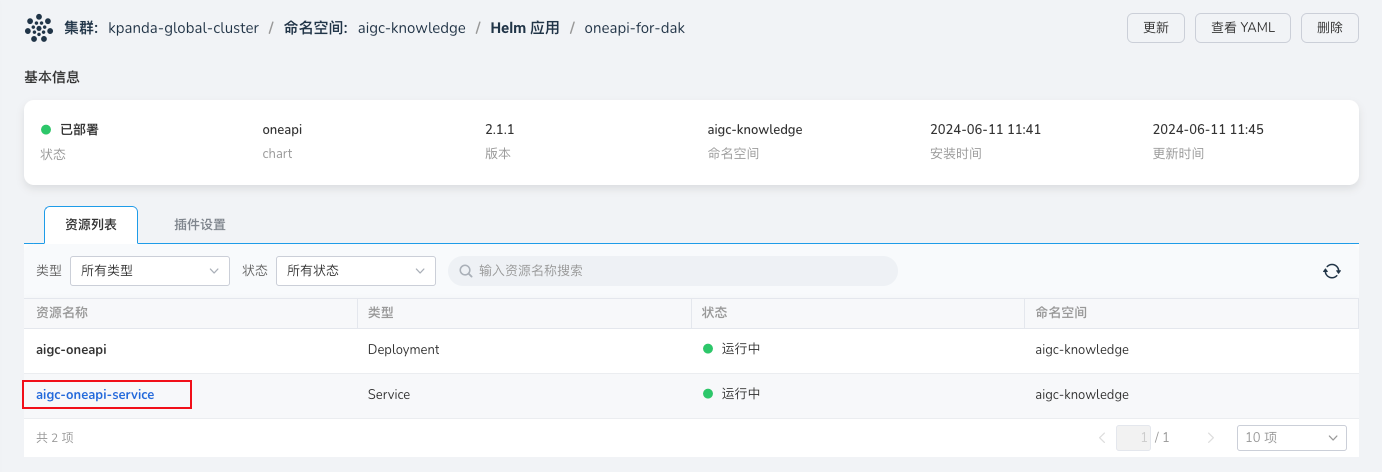 集群: kpanda-global-cluster / 命名空间: aigc-knowledge / Helm 应用 / oneapi-for-dak 更新 查看 YAML 删除
基本信息
已部署 oneapi 2.1.1 aigc-knowledge 2024-06-11 11:41 2024-06-11 11:45
状态 chart 版本 命名空间 安装时间 更新时间
资源列表 插件设置
类型 所有类型 状态 所有状态 输入资源名称搜索
资源名称 类型 状态 命名空间
aigc-oneapi Deployment 运行中 aigc-knowledge
aigc-oneapi-service Service 运行中 aigc-knowledge
共 2 项 1 / 1 10 项